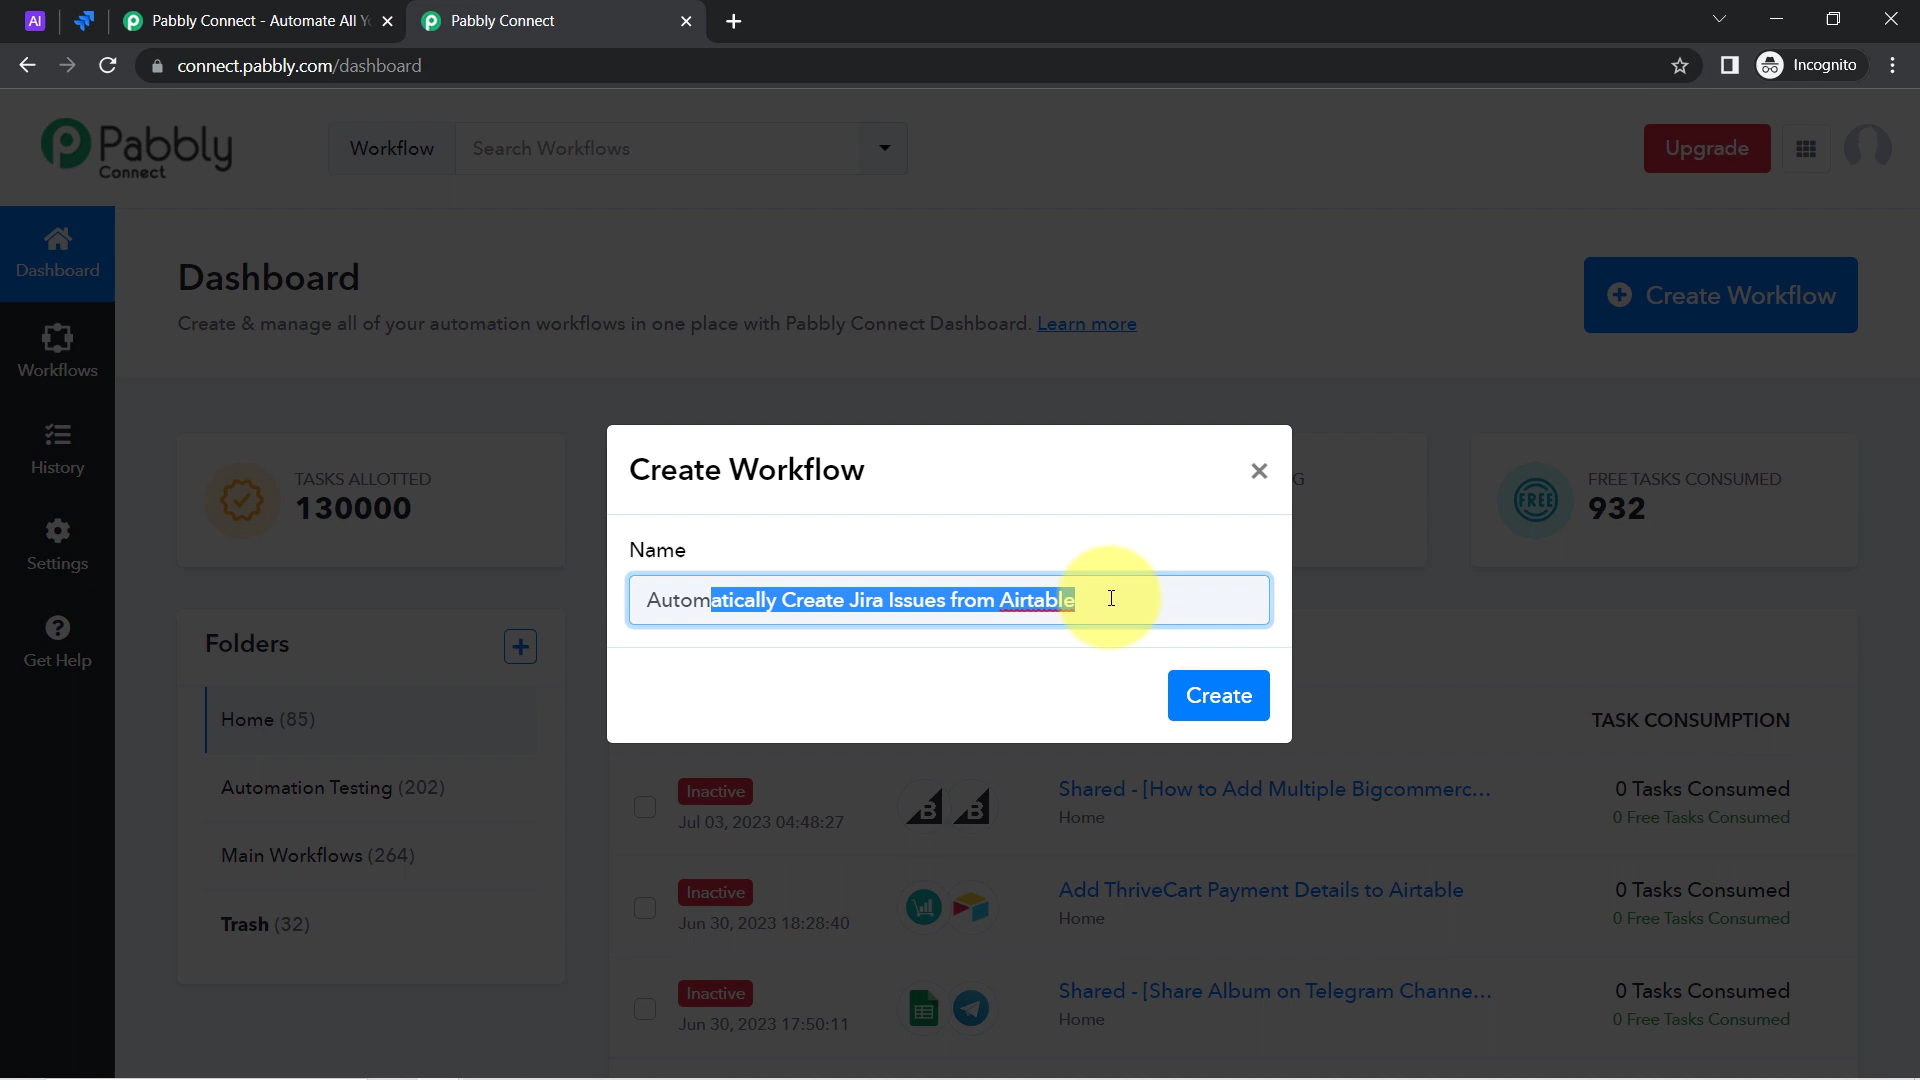 AI
Pabbly Connect - Automate All Y
Pabbly Connect
connect.pabbly.com/dashboard
Incognito
Pabbly
Connect
Workflow
Search Workflows
Upgrade
Dashboard
Workflows
History
Settings
Get Help
Dashboard
Create & manage all of your automation workflows in one place with Pabbly Connect Dashboard. Learn more
Create Workflow
TASKS ALLOTTED
130000
G
FREE
FREE TASKS CONSUMED
932
Create Workflow
Name
Automatically Create Jira Issues from Airtable
Create
Folders
Home (85)
Automation Testing (202)
Main Workflows (264)
Trash (32)
TASK CONSUMPTION
Inactive
Jul 03, 2023 04:48:27
Shared - [How to Add Multiple Bigcommerc...
Home
0 Tasks Consumed
0 Free Tasks Consumed
Inactive
Jun 30, 2023 18:28:40
Add ThriveCart Payment Details to Airtable
Home
0 Tasks Consumed
0 Free Tasks Consumed
Inactive
Jun 30, 2023 17:50:11
Shared - [Share Album on Telegram Channe...
Home
0 Tasks Consumed
0 Free Tasks Consumed